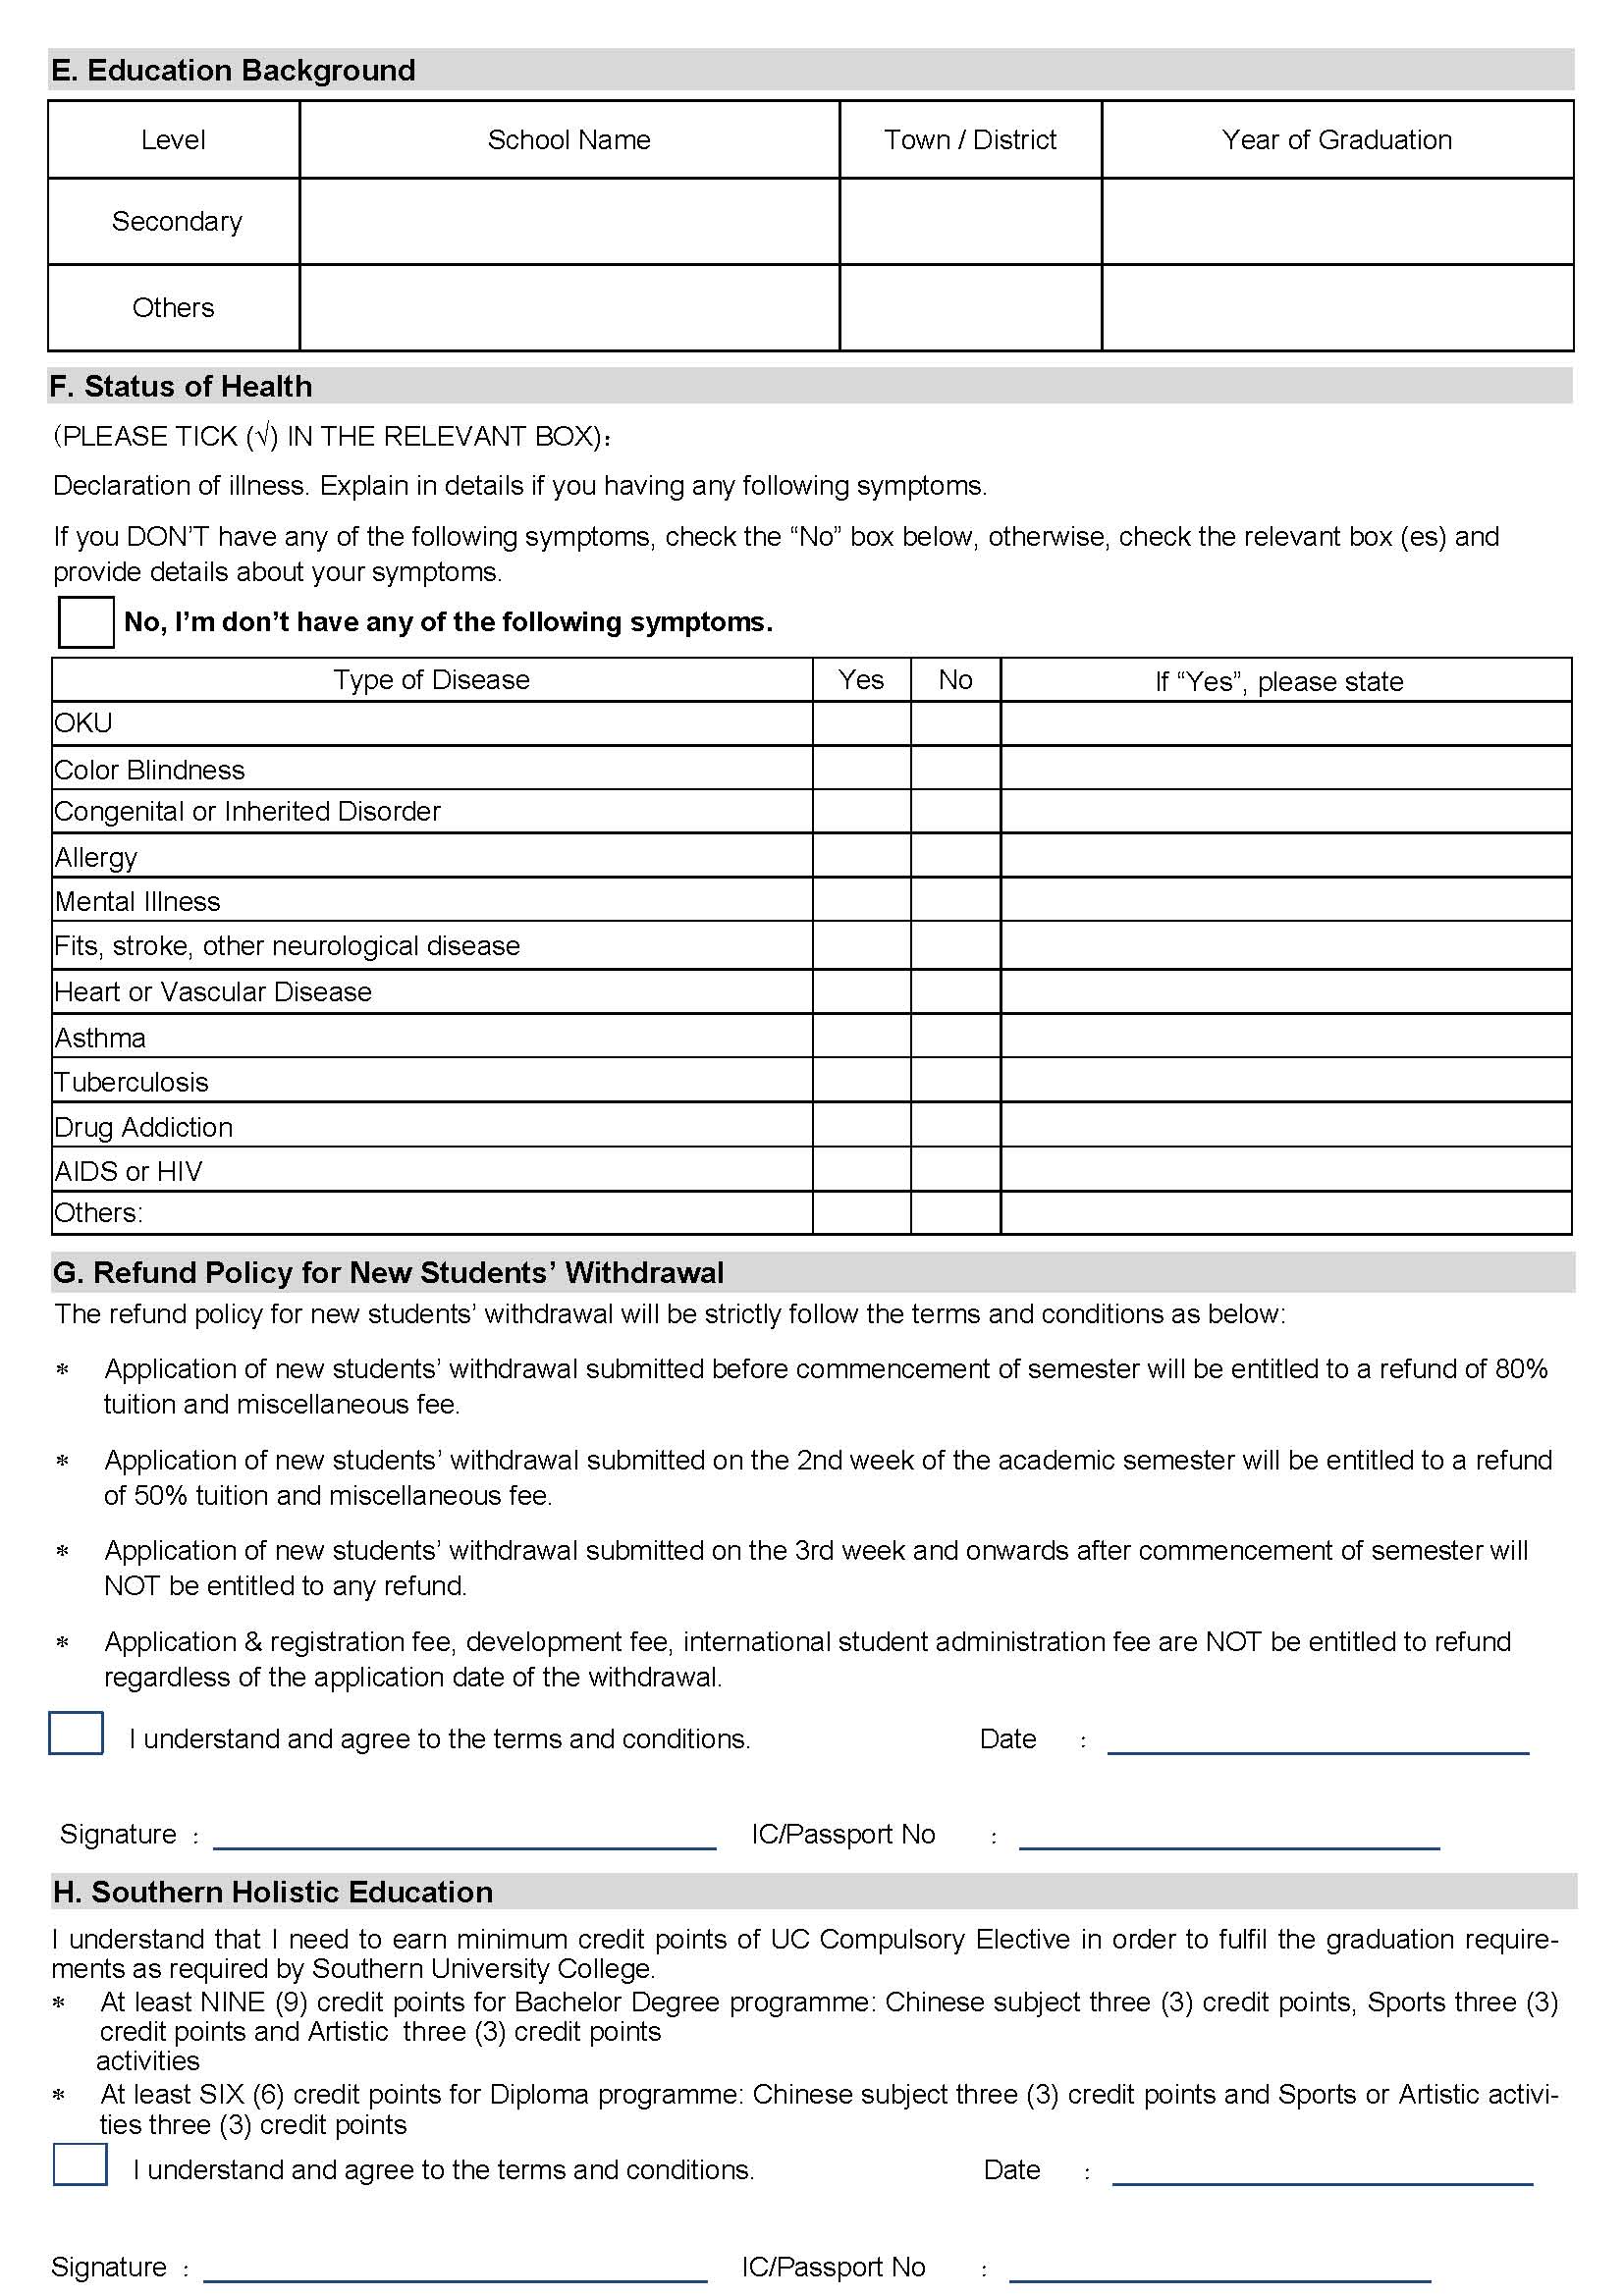 E. Education Background
Level School Name Town / District Year of Graduation
Secondary
Others
F. Status of Health
(PLEASE TICK (√) IN THE RELEVANT BOX):
Declaration of illness. Explain in details if you having any following symptoms.
If you DON’T have any of the following symptoms, check the “No” box below, otherwise, check the relevant box (es) and
provide details about your symptoms.
No, I’m don’t have any of the following symptoms.
Type of Disease Yes No If “Yes”, please state
OKU
Color Blindness
Congenital or Inherited Disorder
Allergy
Mental Illness
Fits, stroke, other neurological disease
Heart or Vascular Disease
Asthma
Tuberculosis
Drug Addiction
AIDS or HIV
Others:
G. Refund Policy for New Students’ Withdrawal
The refund policy for new students’ withdrawal will be strictly follow the terms and conditions as below:
* Application of new students’ withdrawal submitted before commencement of semester will be entitled to a refund of 80%
tuition and miscellaneous fee.
* Application of new students’ withdrawal submitted on the 2nd week of the academic semester will be entitled to a refund
of 50% tuition and miscellaneous fee.
* Application of new students’ withdrawal submitted on the 3rd week and onwards after commencement of semester will
NOT be entitled to any refund.
* Application & registration fee, development fee, international student administration fee are NOT be entitled to refund
regardless of the application date of the withdrawal.
I understand and agree to the terms and conditions. Date :
Signature : IC/Passport No :
H. Southern Holistic Education
I understand that I need to earn minimum credit points of UC Compulsory Elective in order to fulfil the graduation require-
ments as required by Southern University College.
* At least NINE (9) credit points for Bachelor Degree programme: Chinese subject three (3) credit points, Sports three (3)
credit points and Artistic three (3) credit points
activities
* At least SIX (6) credit points for Diploma programme: Chinese subject three (3) credit points and Sports or Artistic activi-
ties three (3) credit points
I understand and agree to the terms and conditions. Date :
Signature : IC/Passport No :